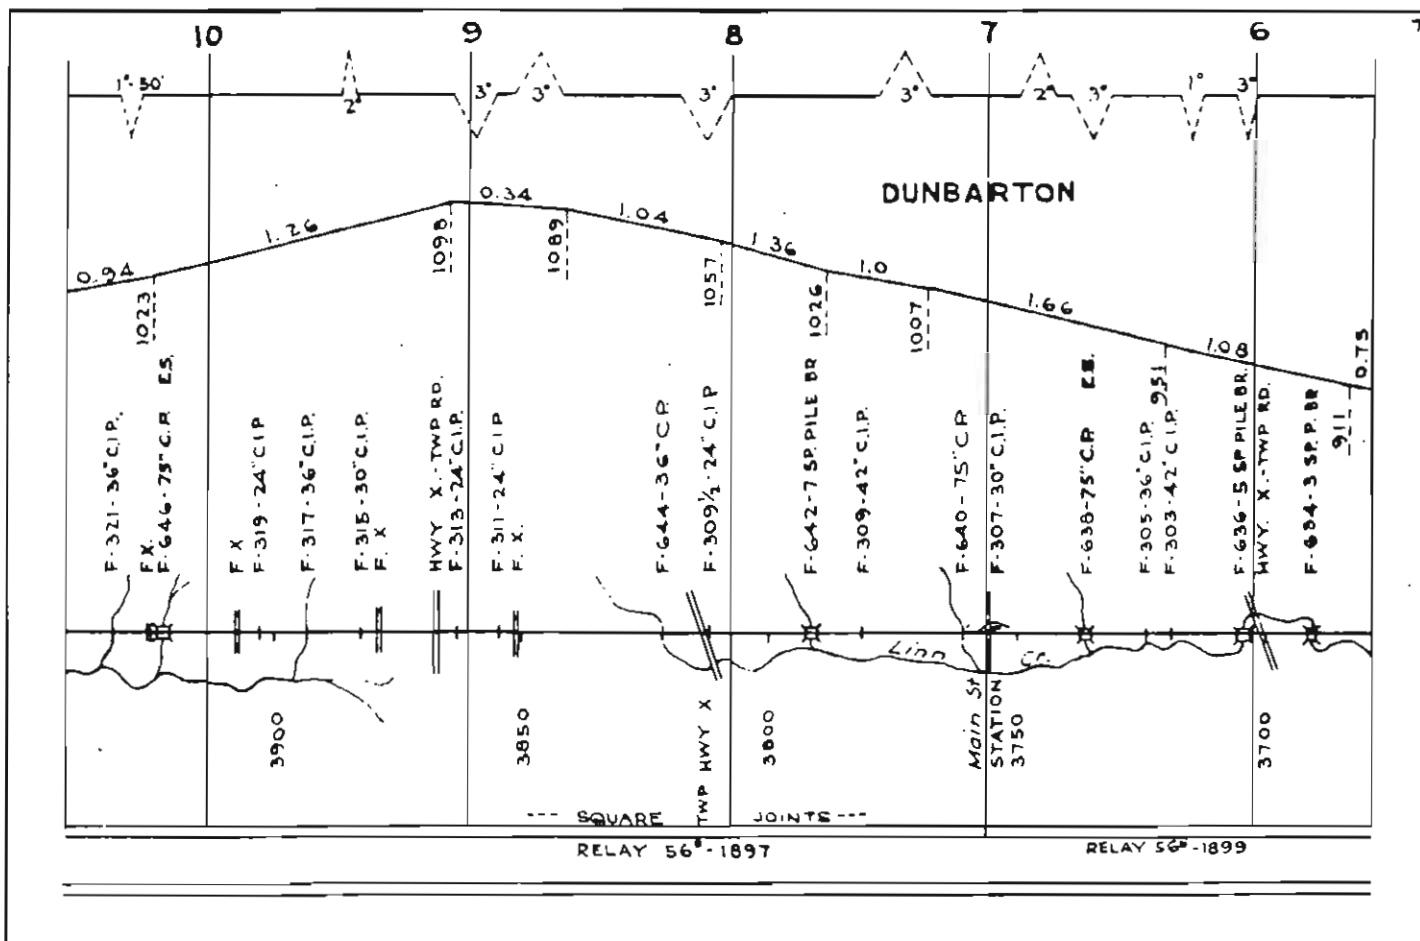 10 9 8 7 6
1°-50' 2° 3° 3° 3° 3° 2° 3° 1° 3°
DUNBARTON
0.94 1.26 0.34 1.04 1.36 1.0 1.66 1.08 0.75
1023 1098 1089 1057 1026 1007 951 911
F-321-36"C.I.P.
F.X.
F-646-75"C.P. E.S.
F X
F-319-24"C I P
F-317-36"C.I.P.
F-315-30"C.I.P.
F. X
HWY X.-TWP RD.
F-313-24"C.I.P.
F-311-24"C I P
F. X.
F-644-36"C P.
F-309½-24"C I P
F-642-7 SP. PILE BR
F-309-42"C.I.P.
F-640-75"C.P.
F-307-30"C.I.P.
F-638-75"C.P.
F-305-36"C.I.P.
F-303-42"C.I.P.
F-636-5 SP PILE BR.
HWY. X.-TWP RD.
F-634-3 SP. P. BR
Linn Cr.
3900
3850
TWP HWY X
3800
Main St
STATION
3750
3700
--- SQUARE JOINTS ---
RELAY 56#-1897 RELAY 56#-1899